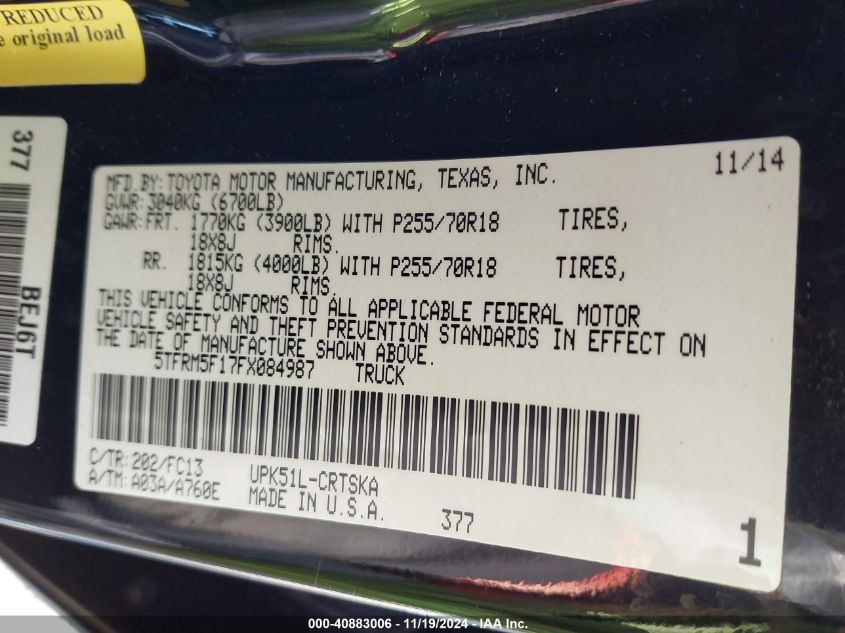 REDUCED
e original load
377
BEJ6T
11/14
MFD.BY:TOYOTA MOTOR MANUFACTURING, TEXAS, INC.
GVWR:3040KG (6700LB)
GAWR:FRT. 1770KG (3900LB) WITH P255/70R18 TIRES,
18X8J RIMS.
RR. 1815KG (4000LB) WITH P255/70R18 TIRES,
18X8J RIMS.
THIS VEHICLE CONFORMS TO ALL APPLICABLE FEDERAL MOTOR
VEHICLE SAFETY AND THEFT PREVENTION STANDARDS IN EFFECT ON
THE DATE OF MANUFACTURE SHOWN ABOVE.
5TFRM5F17FX084987 TRUCK
C/TR:202/FC13 UPK51L-CRTSKA
A/TM:A03A/A760E MADE IN U.S.A. 377
1
000-40883006 - 11/19/2024 - IAA Inc.